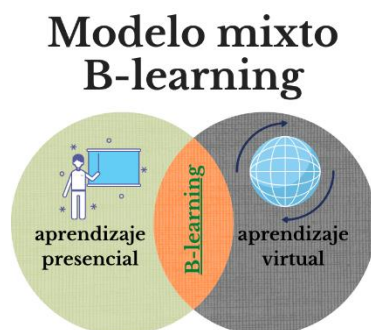 Modelo mixto
B-learning
aprendizaje
presencial
B-learning
aprendizaje
virtual